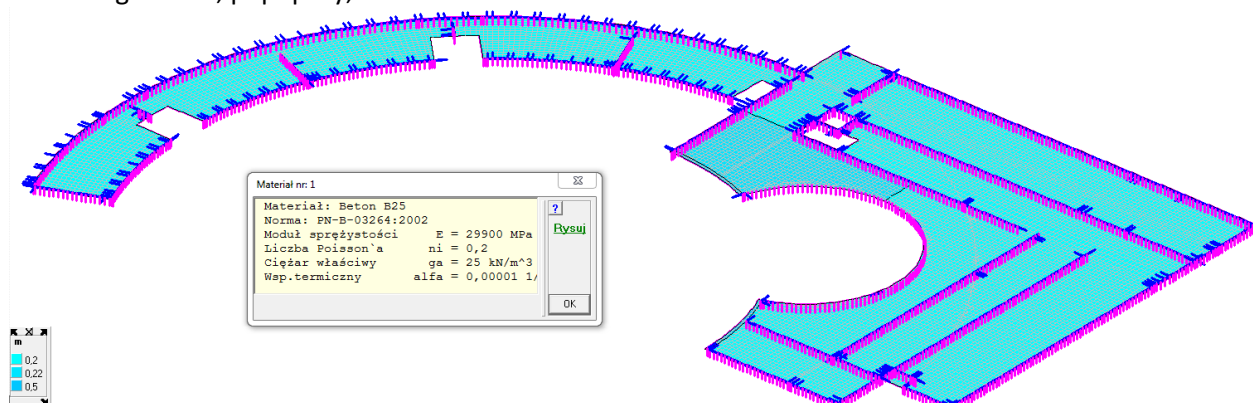 Materiał nr: 1
Materiał: Beton B25
Norma: PN-B-03264:2002
Moduł sprężystości E = 29900 MPa
Liczba Poisson`a ni = 0,2
Ciężar właściwy ga = 25 kN/m^3
Wsp.termiczny alfa = 0,00001 1/
?
Rysuj
OK
m
0,2
0,22
0,5